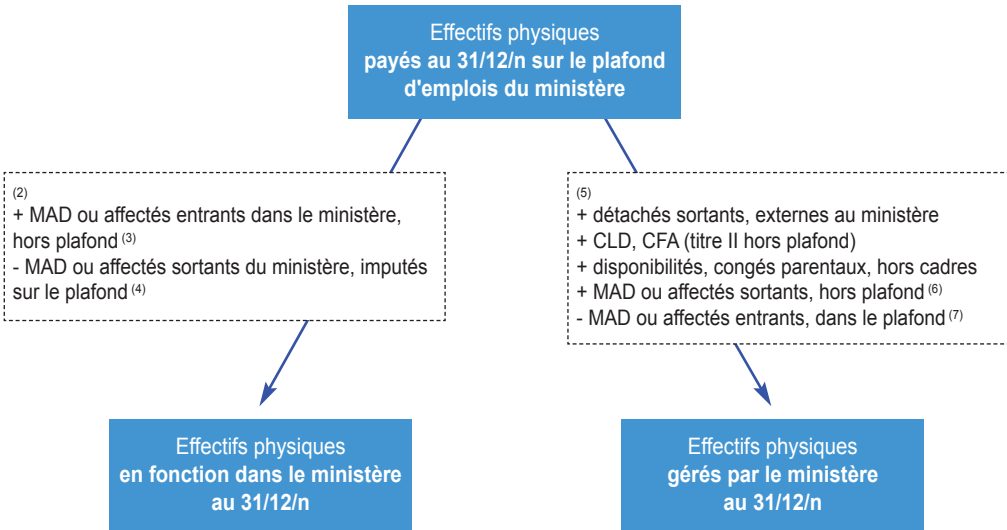 Effectifs physiques
payés au 31/12/n sur le plafond
d'emplois du ministère
(2)
+ MAD ou affectés entrants dans le ministère,
hors plafond (3)
- MAD ou affectés sortants du ministère, imputés
sur le plafond (4)
(5)
+ détachés sortants, externes au ministère
+ CLD, CFA (titre II hors plafond)
+ disponibilités, congés parentaux, hors cadres
+ MAD ou affectés sortants, hors plafond (6)
- MAD ou affectés entrants, dans le plafond (7)
Effectifs physiques
en fonction dans le ministère
au 31/12/n
Effectifs physiques
gérés par le ministère
au 31/12/n